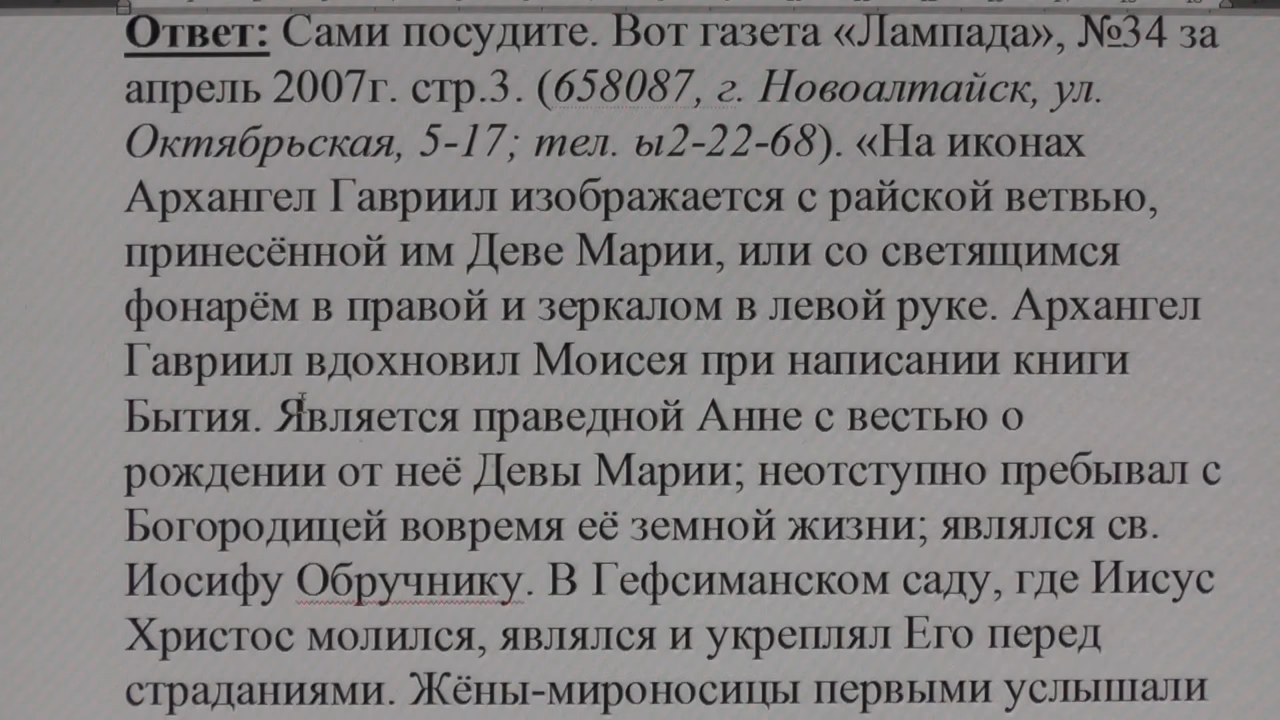 Ответ: Сами посудите. Вот газета «Лампада», №34 за
апрель 2007г. стр.3. (658087, г. Новоалтайск, ул.
Октябрьская, 5-17; тел. ы2-22-68). «На иконах
Архангел Гавриил изображается с райской ветвью,
принесённой им Деве Марии, или со светящимся
фонарём в правой и зеркалом в левой руке. Архангел
Гавриил вдохновил Моисея при написании книги
Бытия. Является праведной Анне с вестью о
рождении от неё Девы Марии; неотступно пребывал с
Богородицей вовремя её земной жизни; являлся св.
Иосифу Обручнику. В Гефсиманском саду, где Иисус
Христос молился, являлся и укреплял Его перед
страданиями. Жёны-мироносицы первыми услышали